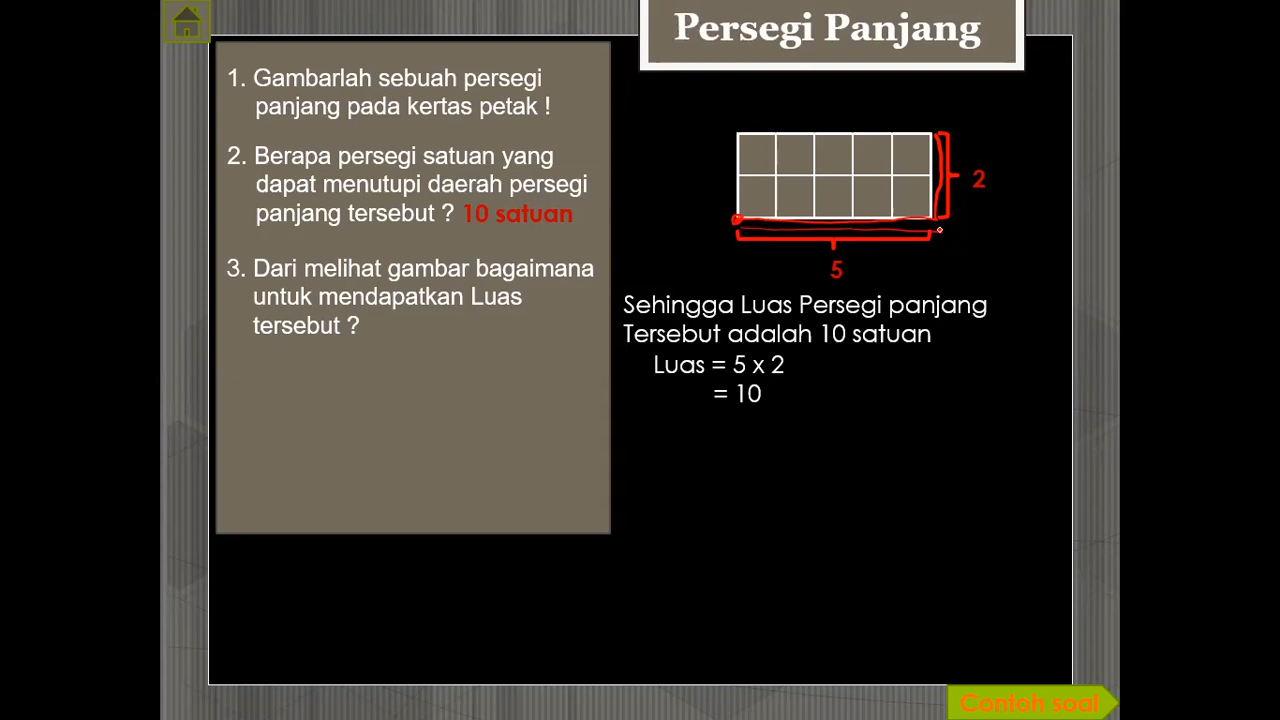 Persegi Panjang
1. Gambarlah sebuah persegi
panjang pada kertas petak !
2. Berapa persegi satuan yang
dapat menutupi daerah persegi
panjang tersebut ? 10 satuan
3. Dari melihat gambar bagaimana
untuk mendapatkan Luas
tersebut ?
2
5
Sehingga Luas Persegi panjang
Tersebut adalah 10 satuan
Luas = 5 x 2
= 10
Contoh soal